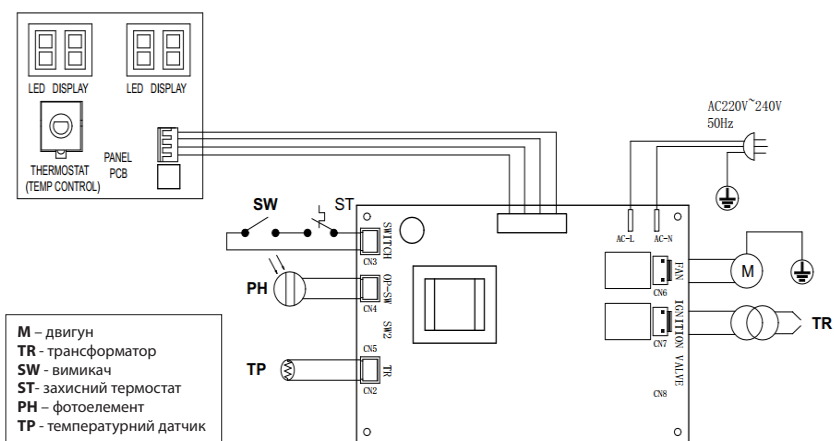 LED DISPLAY
LED DISPLAY
THERMOSTAT
(TEMP CONTROL)
PANEL
PCB
AC220V~240V
50Hz
SW
ST
SWITCH
CN3
PH
OP-SW
CN4
SW2
CN5
TP
TR
CN2
AC-L
AC-N
FAN
CN6
M
IGNITION
CN7
TR
VALVE
CN8
M – двигун
TR - трансформатор
SW - вимикач
ST- захисний термостат
PH – фотоелемент
TP - температурний датчик